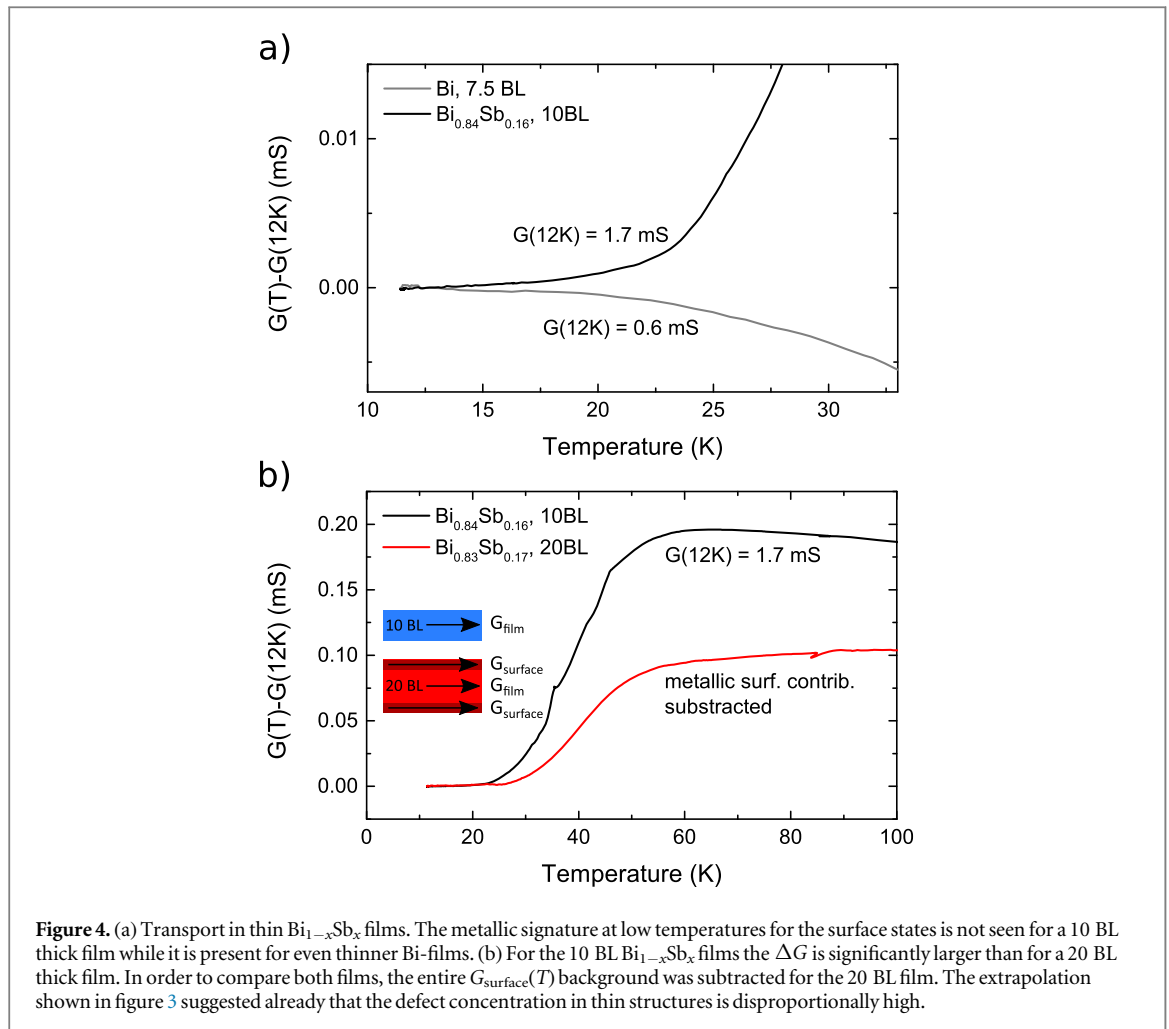 a)
Bi, 7.5 BL
Bi0.84Sb0.16, 10BL
0.01
0.00
G(T)-G(12K) (mS)
G(12K) = 1.7 mS
G(12K) = 0.6 mS
10 15 20 25 30
Temperature (K)
b)
Bi0.84Sb0.16, 10BL
Bi0.83Sb0.17, 20BL
0.20
0.15
0.10
0.05
0.00
G(T)-G(12K) (mS)
G(12K) = 1.7 mS
10 BL Gfilm
Gsurface
20 BL Gfilm
Gsurface
metallic surf. contrib.
substracted
0 20 40 60 80 100
Temperature (K)
Figure 4. (a) Transport in thin Bi1−xSbx films. The metallic signature at low temperatures for the surface states is not seen for a 10 BL
thick film while it is present for even thinner Bi-films. (b) For the 10 BL Bi1−xSbx films the ΔG is significantly larger than for a 20 BL
thick film. In order to compare both films, the entire Gsurface(T) background was subtracted for the 20 BL film. The extrapolation
shown in figure 3 suggested already that the defect concentration in thin structures is disproportionally high.